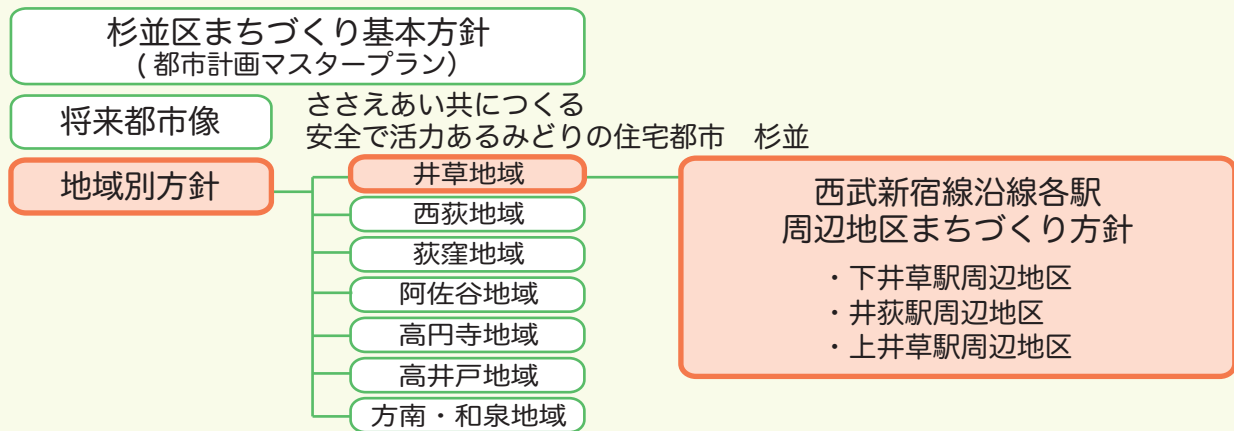 杉並区まちづくり基本方針
(都市計画マスタープラン）
将来都市像
ささえあい共につくる
安全で活力あるみどりの住宅都市　杉並
地域別方針
井草地域
西荻地域
荻窪地域
阿佐谷地域
高円寺地域
高井戸地域
方南・和泉地域
西武新宿線沿線各駅
周辺地区まちづくり方針
・下井草駅周辺地区
・井荻駅周辺地区
・上井草駅周辺地区